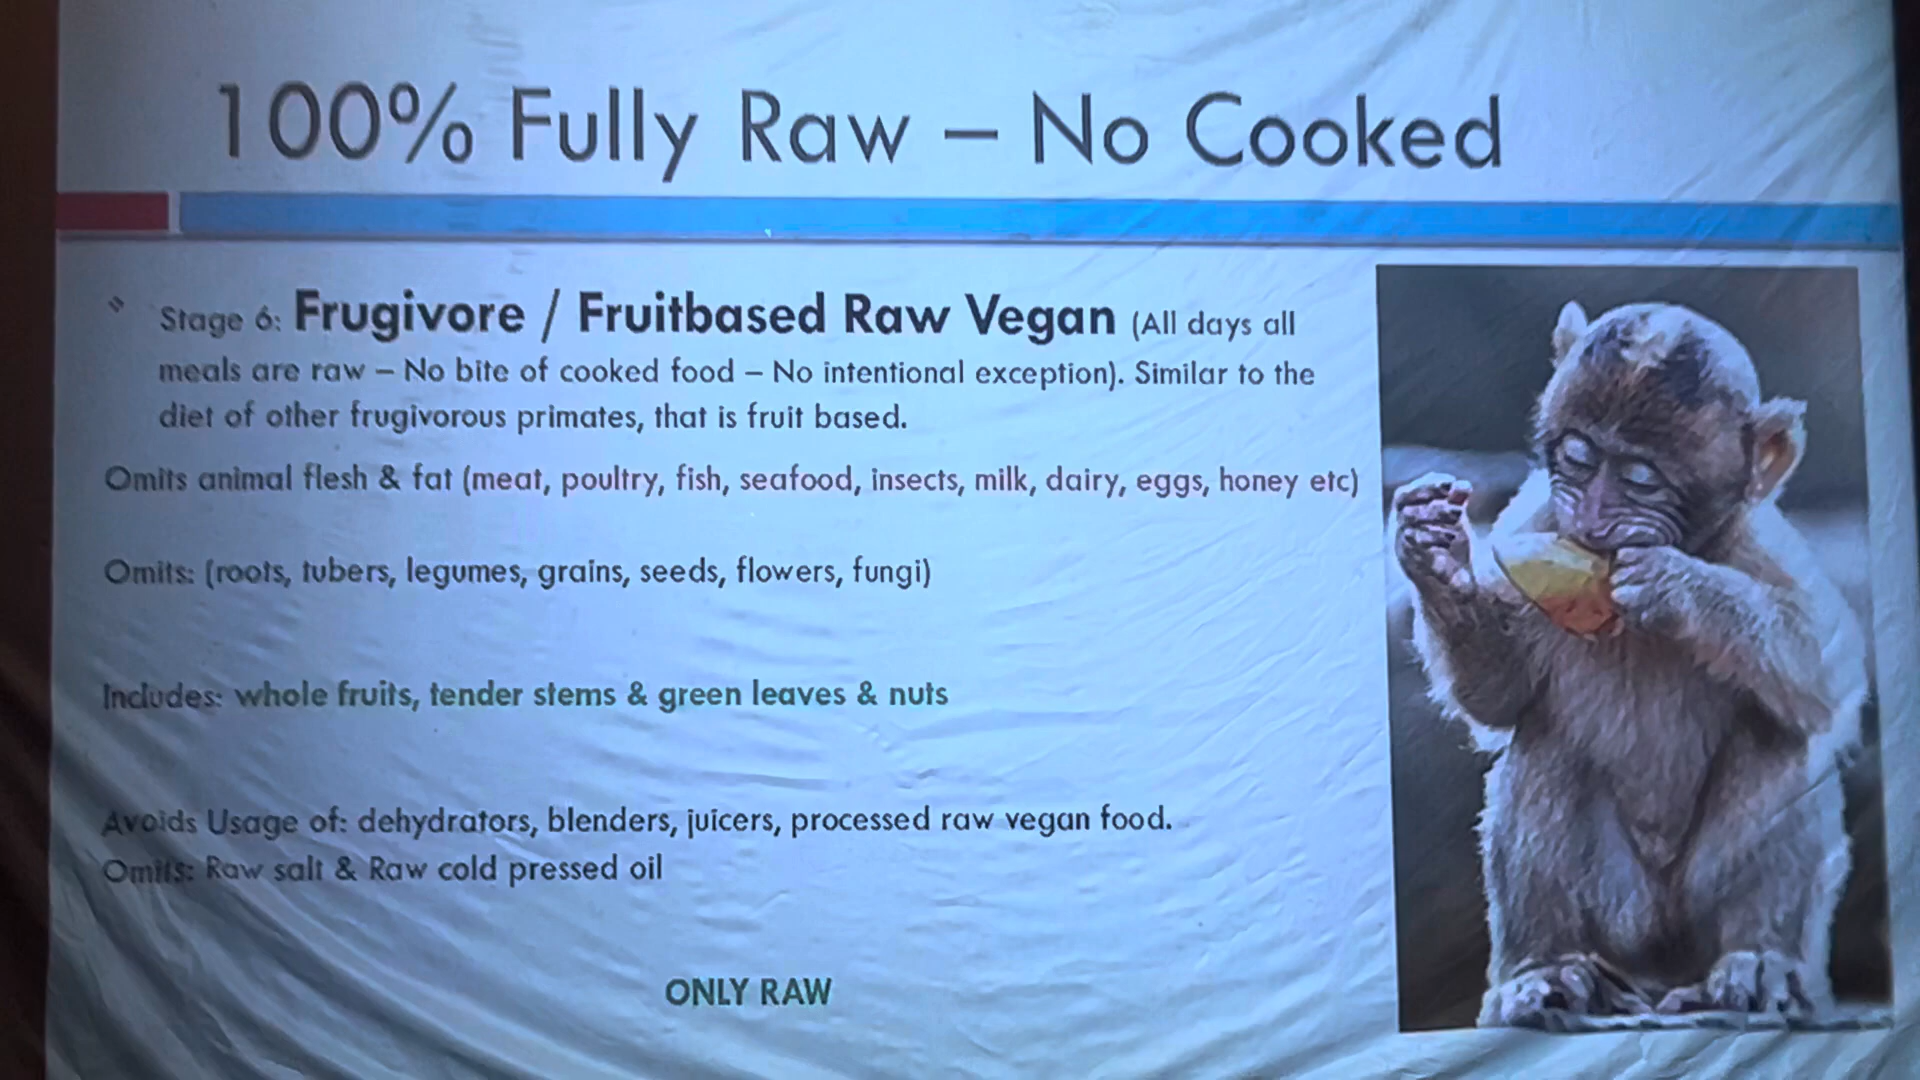 100% Fully Raw – No Cooked
Stage 6: Frugivore / Fruitbased Raw Vegan (All days all
meals are raw – No bite of cooked food – No intentional exception). Similar to the
diet of other frugivorous primates, that is fruit based.
Omits animal flesh & fat (meat, poultry, fish, seafood, insects, milk, dairy, eggs, honey etc)
Omits: (roots, tubers, legumes, grains, seeds, flowers, fungi)
Includes: whole fruits, tender stems & green leaves & nuts
Avoids Usage of: dehydrators, blenders, juicers, processed raw vegan food.
Omits: Raw salt & Raw cold pressed oil
ONLY RAW